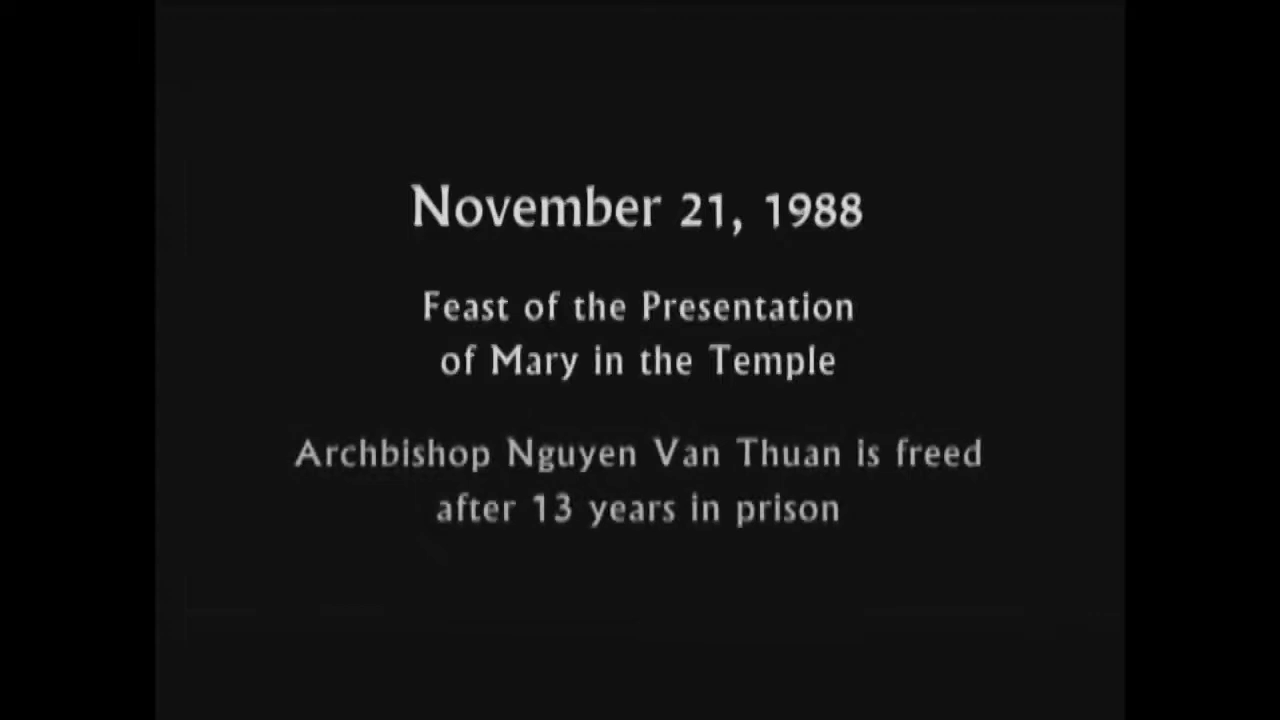 November 21, 1988
Feast of the Presentation
of Mary in the Temple
Archbishop Nguyen Van Thuan is freed
after 13 years in prison